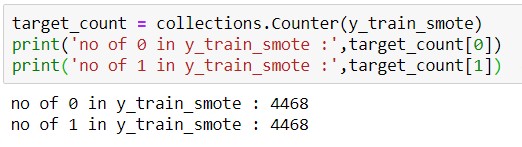 target_count = collections.Counter(y_train_smote)
print('no of 0 in y_train_smote :',target_count[0])
print('no of 1 in y_train_smote :',target_count[1])
no of 0 in y_train_smote : 4468
no of 1 in y_train_smote : 4468